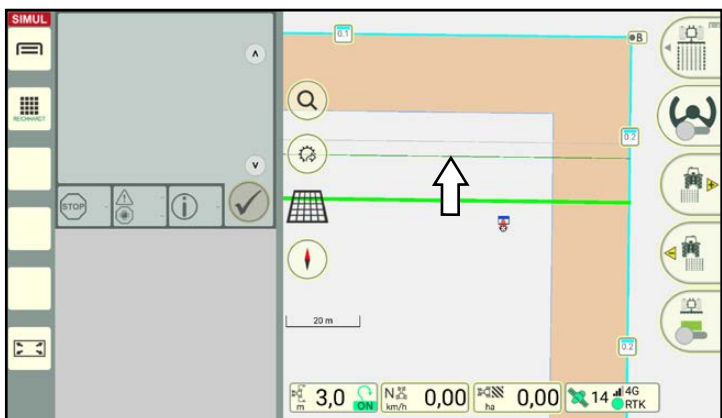 SIMUL
0.1
B
REICHHARDT
0.2
STOP
20 m
0.2
m 3,0 ON
N km/h 0,00
ha 0,00
14 4G RTK